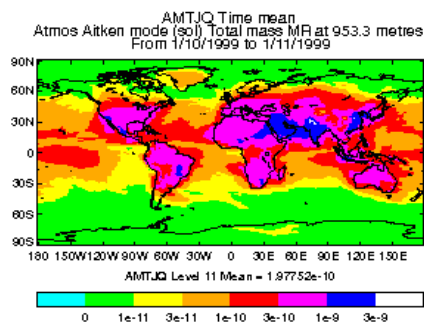 AMTJQ Time mean
Atmos Aitken mode (sol) Total mass MR at 953.3 metres
From 1/10/1999 to 1/11/1999
90N
60N
30N
0
30S
60S
90S
180 150W 120W 90W 60W 30W 0 30E 60E 90E 120E 150E 180
AMTJQ Level 11 Mean = 1.97752e-10
0 1e-11 3e-11 1e-10 3e-10 1e-9 3e-9